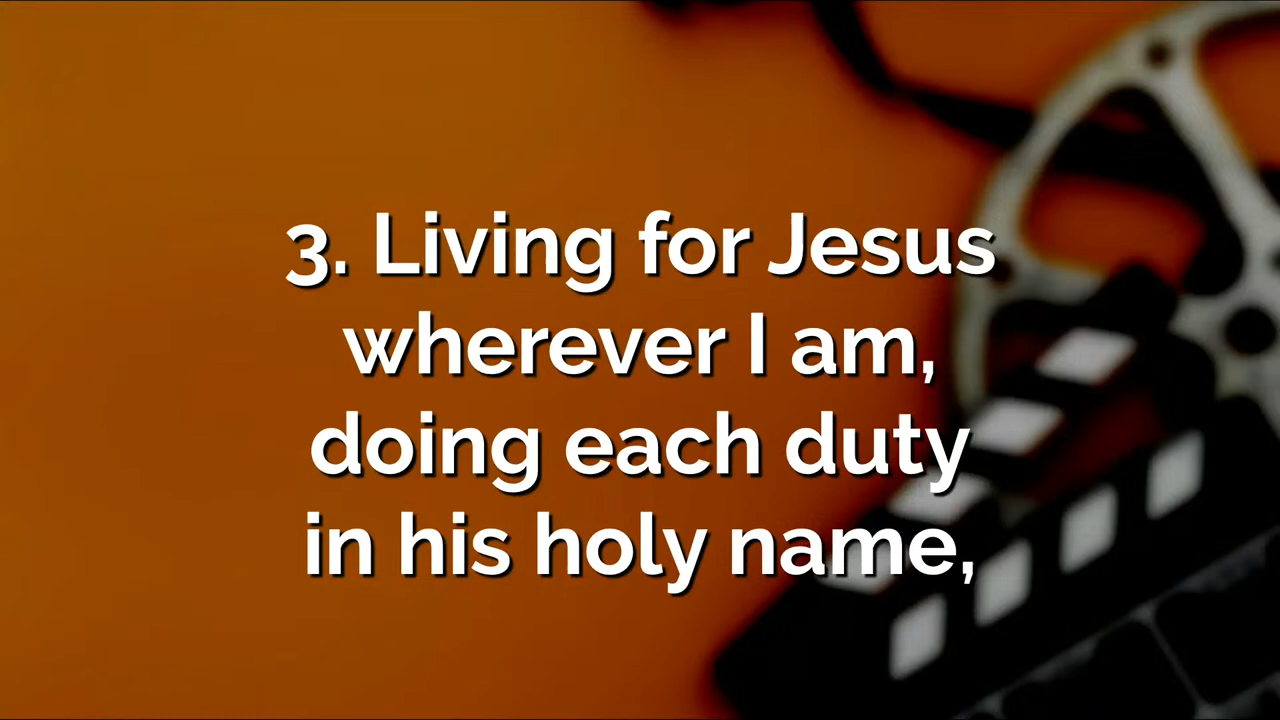 3. Living for Jesus
wherever I am,
doing each duty
in his holy name,